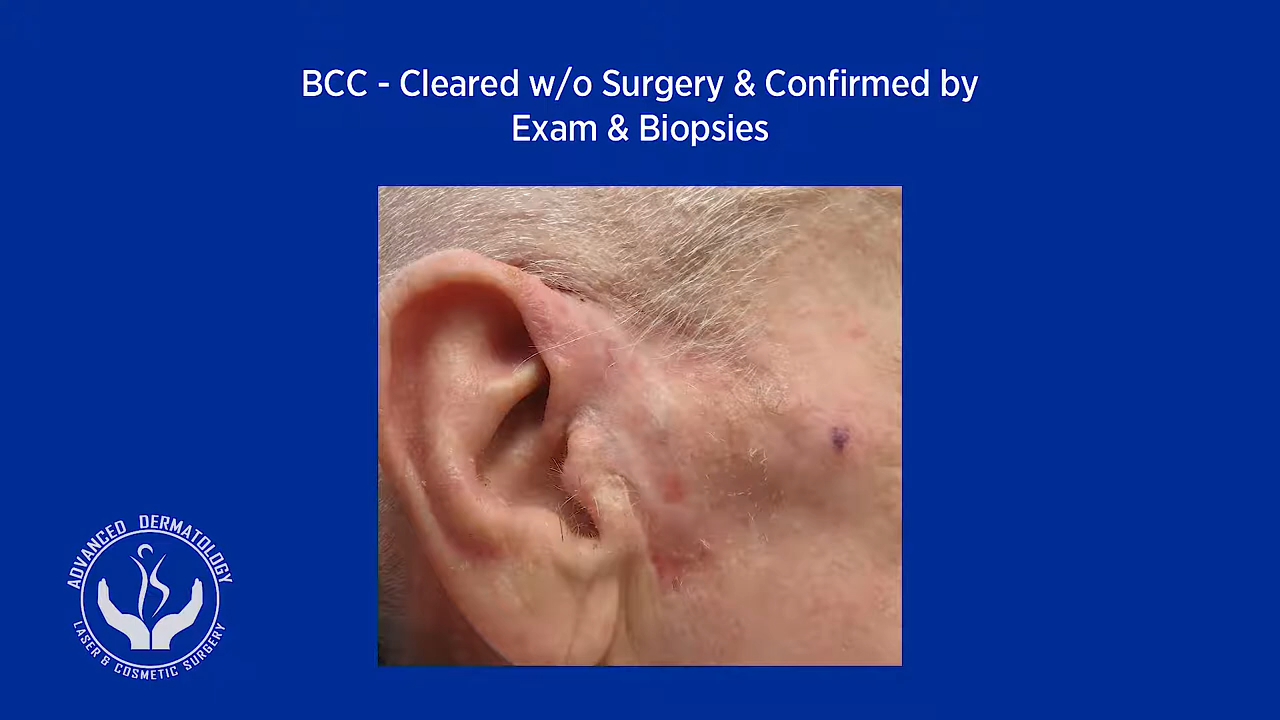 BCC - Cleared w/o Surgery & Confirmed by
Exam & Biopsies
ADVANCED DERMATOLOGY
LASER & COSMETIC SURGERY